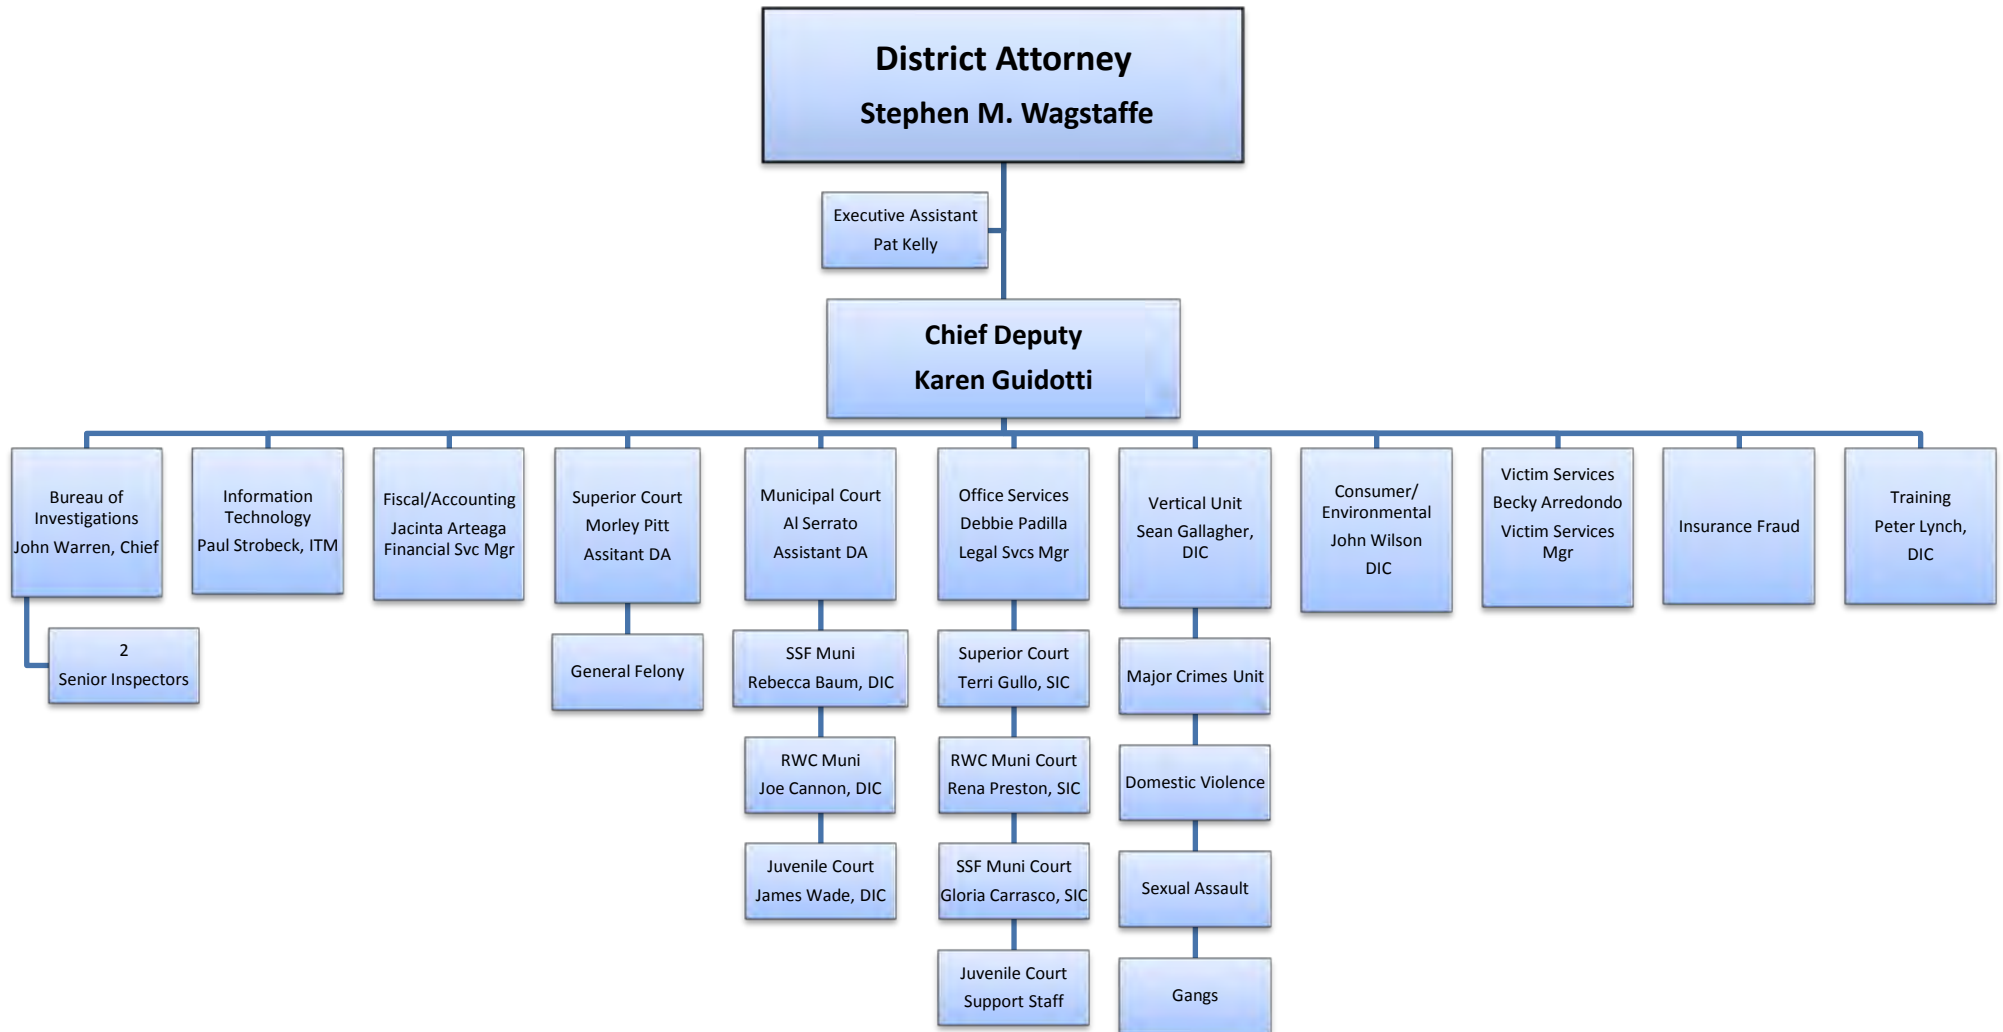 District Attorney
Stephen M. Wagstaffe
Executive Assistant
Pat Kelly
Chief Deputy
Karen Guidotti
Bureau of
Investigations
John Warren, Chief
2
Senior Inspectors
Information
Technology
Paul Strobeck, ITM
Fiscal/Accounting
Jacinta Arteaga
Financial Svc Mgr
Superior Court
Morley Pitt
Assitant DA
General Felony
Municipal Court
Al Serrato
Assistant DA
SSF Muni
Rebecca Baum, DIC
RWC Muni
Joe Cannon, DIC
Juvenile Court
James Wade, DIC
Office Services
Debbie Padilla
Legal Svcs Mgr
Superior Court
Terri Gullo, SIC
RWC Muni Court
Rena Preston, SIC
SSF Muni Court
Gloria Carrasco, SIC
Juvenile Court
Support Staff
Vertical Unit
Sean Gallagher,
DIC
Major Crimes Unit
Domestic Violence
Sexual Assault
Gangs
Consumer/
Environmental
John Wilson
DIC
Victim Services
Becky Arredondo
Victim Services
Mgr
Insurance Fraud
Training
Peter Lynch,
DIC